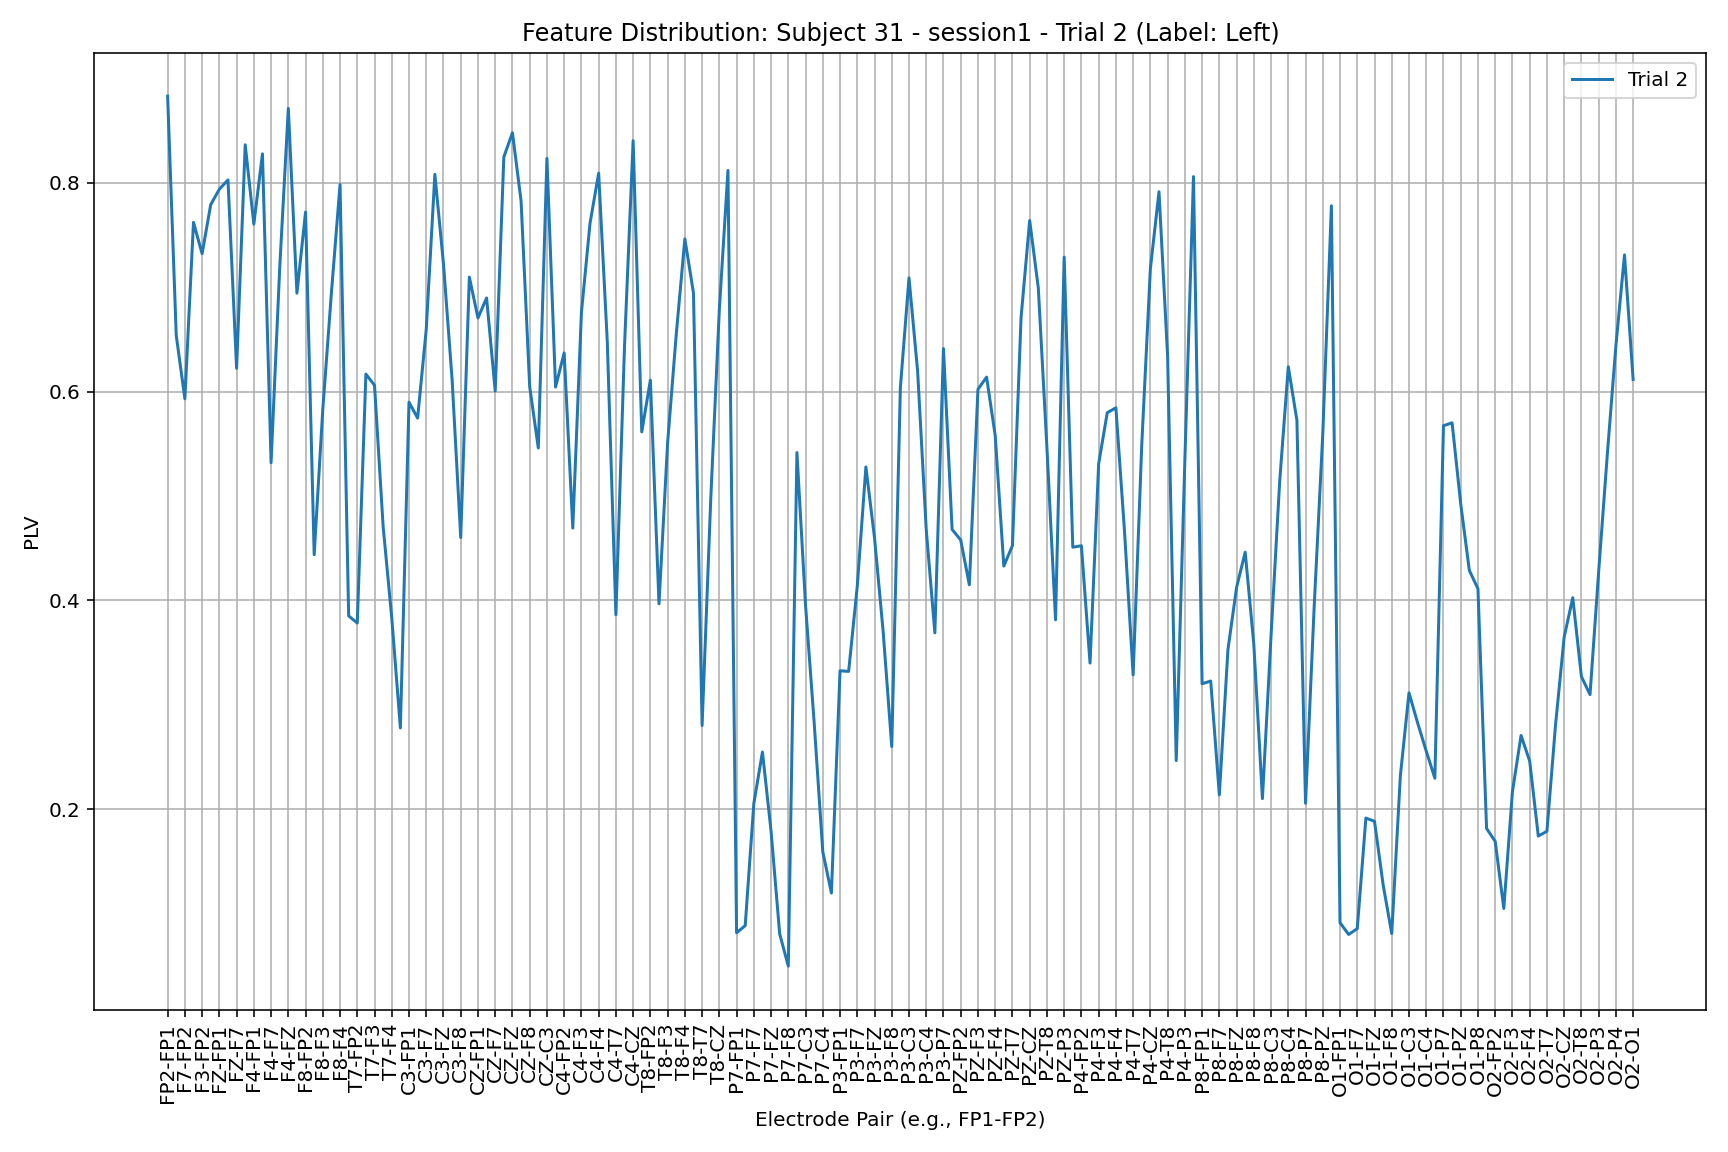 Feature Distribution: Subject 31 - session1 - Trial 2 (Label: Left)
Trial 2
PLV
0.8
0.6
0.4
0.2
FP2-FP1
F7-FP2
F3-FP2
FZ-FP1
FZ-F7
F4-FP1
F4-F7
F4-FZ
F8-FP2
F8-F3
F8-F4
T7-FP2
T7-F3
T7-F4
C3-FP1
C3-F7
C3-FZ
C3-F8
CZ-FP1
CZ-F7
CZ-FZ
CZ-F8
CZ-C3
C4-FP2
C4-F3
C4-F4
C4-T7
C4-CZ
T8-FP2
T8-F3
T8-F4
T8-T7
T8-CZ
P7-FP1
P7-F7
P7-FZ
P7-F8
P7-C3
P7-C4
P3-FP1
P3-F7
P3-FZ
P3-F8
P3-C3
P3-C4
P3-P7
PZ-FP2
PZ-F3
PZ-F4
PZ-T7
PZ-CZ
PZ-T8
PZ-P3
P4-FP2
P4-F3
P4-F4
P4-T7
P4-CZ
P4-T8
P4-P3
P8-FP1
P8-F7
P8-FZ
P8-F8
P8-C3
P8-C4
P8-P7
P8-PZ
O1-FP1
O1-F7
O1-FZ
O1-F8
O1-C3
O1-C4
O1-P7
O1-PZ
O1-P8
O2-FP2
O2-F3
O2-F4
O2-T7
O2-CZ
O2-T8
O2-P3
O2-P4
O2-O1
Electrode Pair (e.g., FP1-FP2)